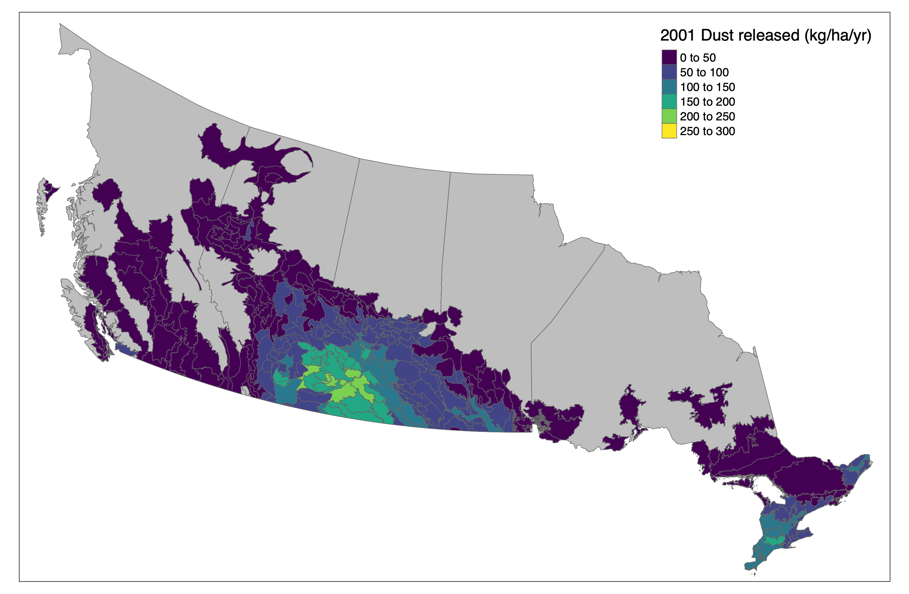 2001 Dust released (kg/ha/yr)
0 to 50
50 to 100
100 to 150
150 to 200
200 to 250
250 to 300